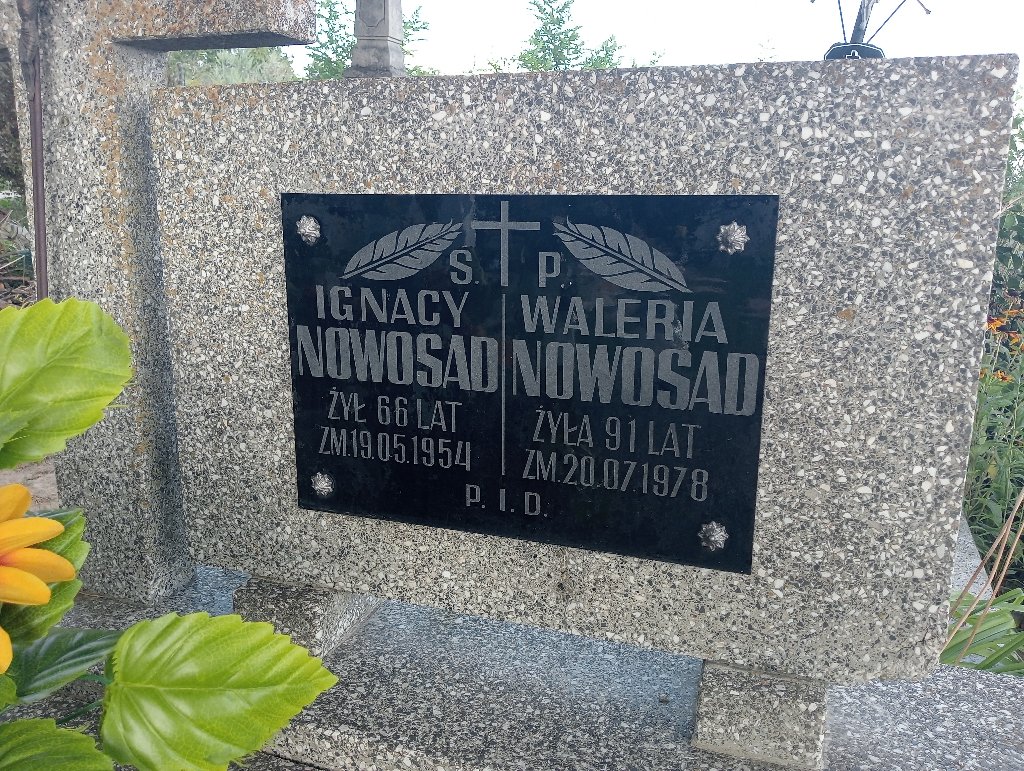 Ś. P.
IGNACY
NOWOSAD
ŻYŁ 66 LAT
ZM.19.05.1954
WALERIA
NOWOSAD
ŻYŁA 91 LAT
ZM.20.07.1978
P. I. D.